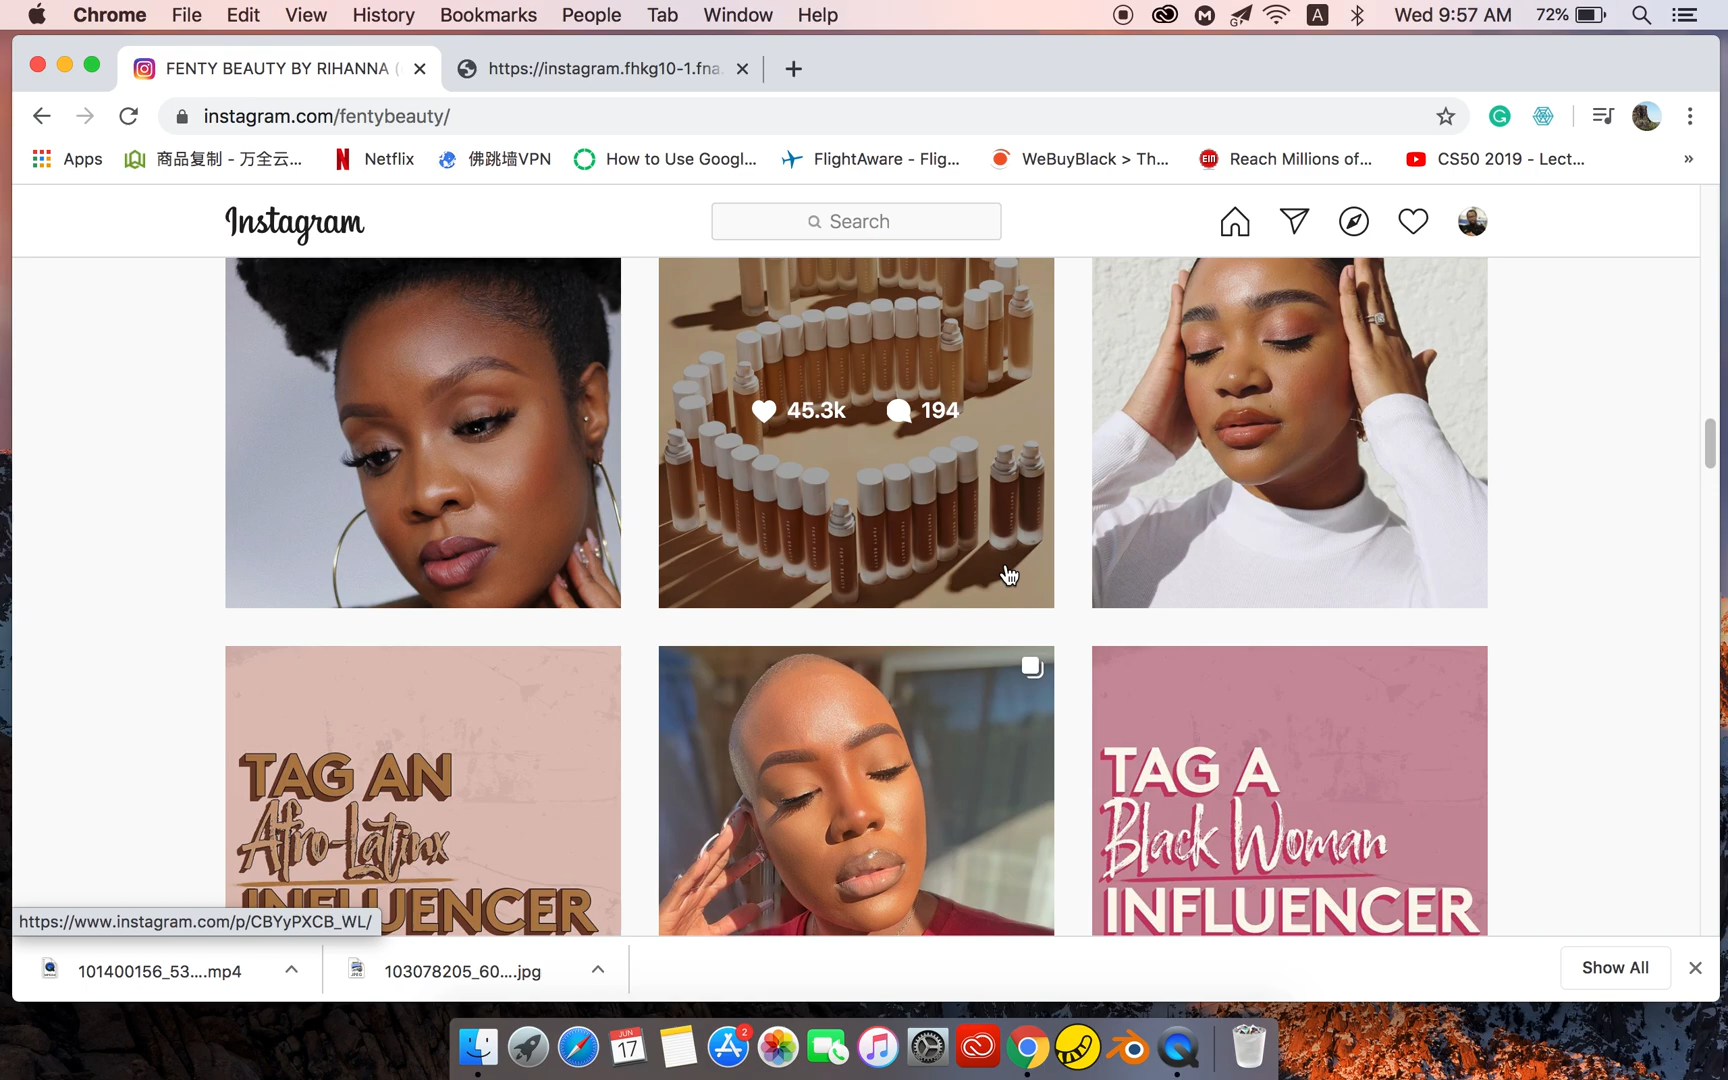 Chrome File Edit View History Bookmarks People Tab Window Help A Wed 9:57 AM 72%
FENTY BEAUTY BY RIHANNA ( https://instagram.fhkg10-1.fna.
instagram.com/fentybeauty/
Apps 商品复制 - 万全云... Netflix 佛跳墙VPN How to Use Googl... FlightAware - Flig... WeBuyBlack > Th... Reach Millions of... CS50 2019 - Lect... »
Instagram Search
45.3k 194
TAG AN
Afro-Latinx
INFLUENCER
TAG A
Black Woman
INFLUENCER
https://www.instagram.com/p/CBYyPXCB_WL/
101400156_53....mp4 103078205_60....jpg Show All
JUN
17
2